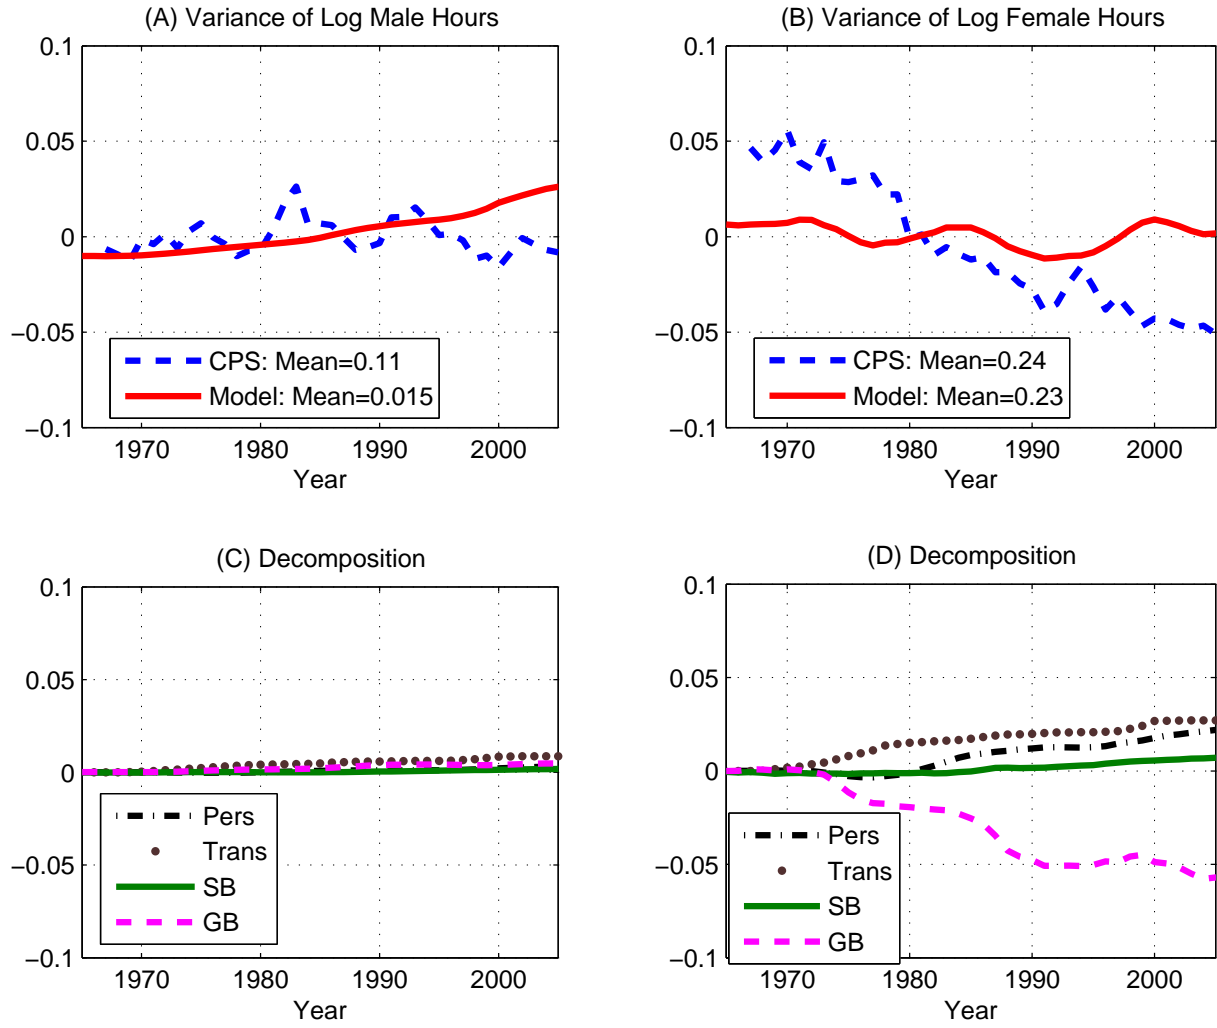 (A) Variance of Log Male Hours
0.1
0.05
0
−0.05
−0.1
CPS: Mean=0.11
Model: Mean=0.015
1970 1980 1990 2000
Year
(B) Variance of Log Female Hours
0.1
0.05
0
−0.05
−0.1
CPS: Mean=0.24
Model: Mean=0.23
1970 1980 1990 2000
Year
(C) Decomposition
0.1
0.05
0
−0.05
−0.1
Pers
Trans
SB
GB
1970 1980 1990 2000
Year
(D) Decomposition
0.1
0.05
0
−0.05
−0.1
Pers
Trans
SB
GB
1970 1980 1990 2000
Year